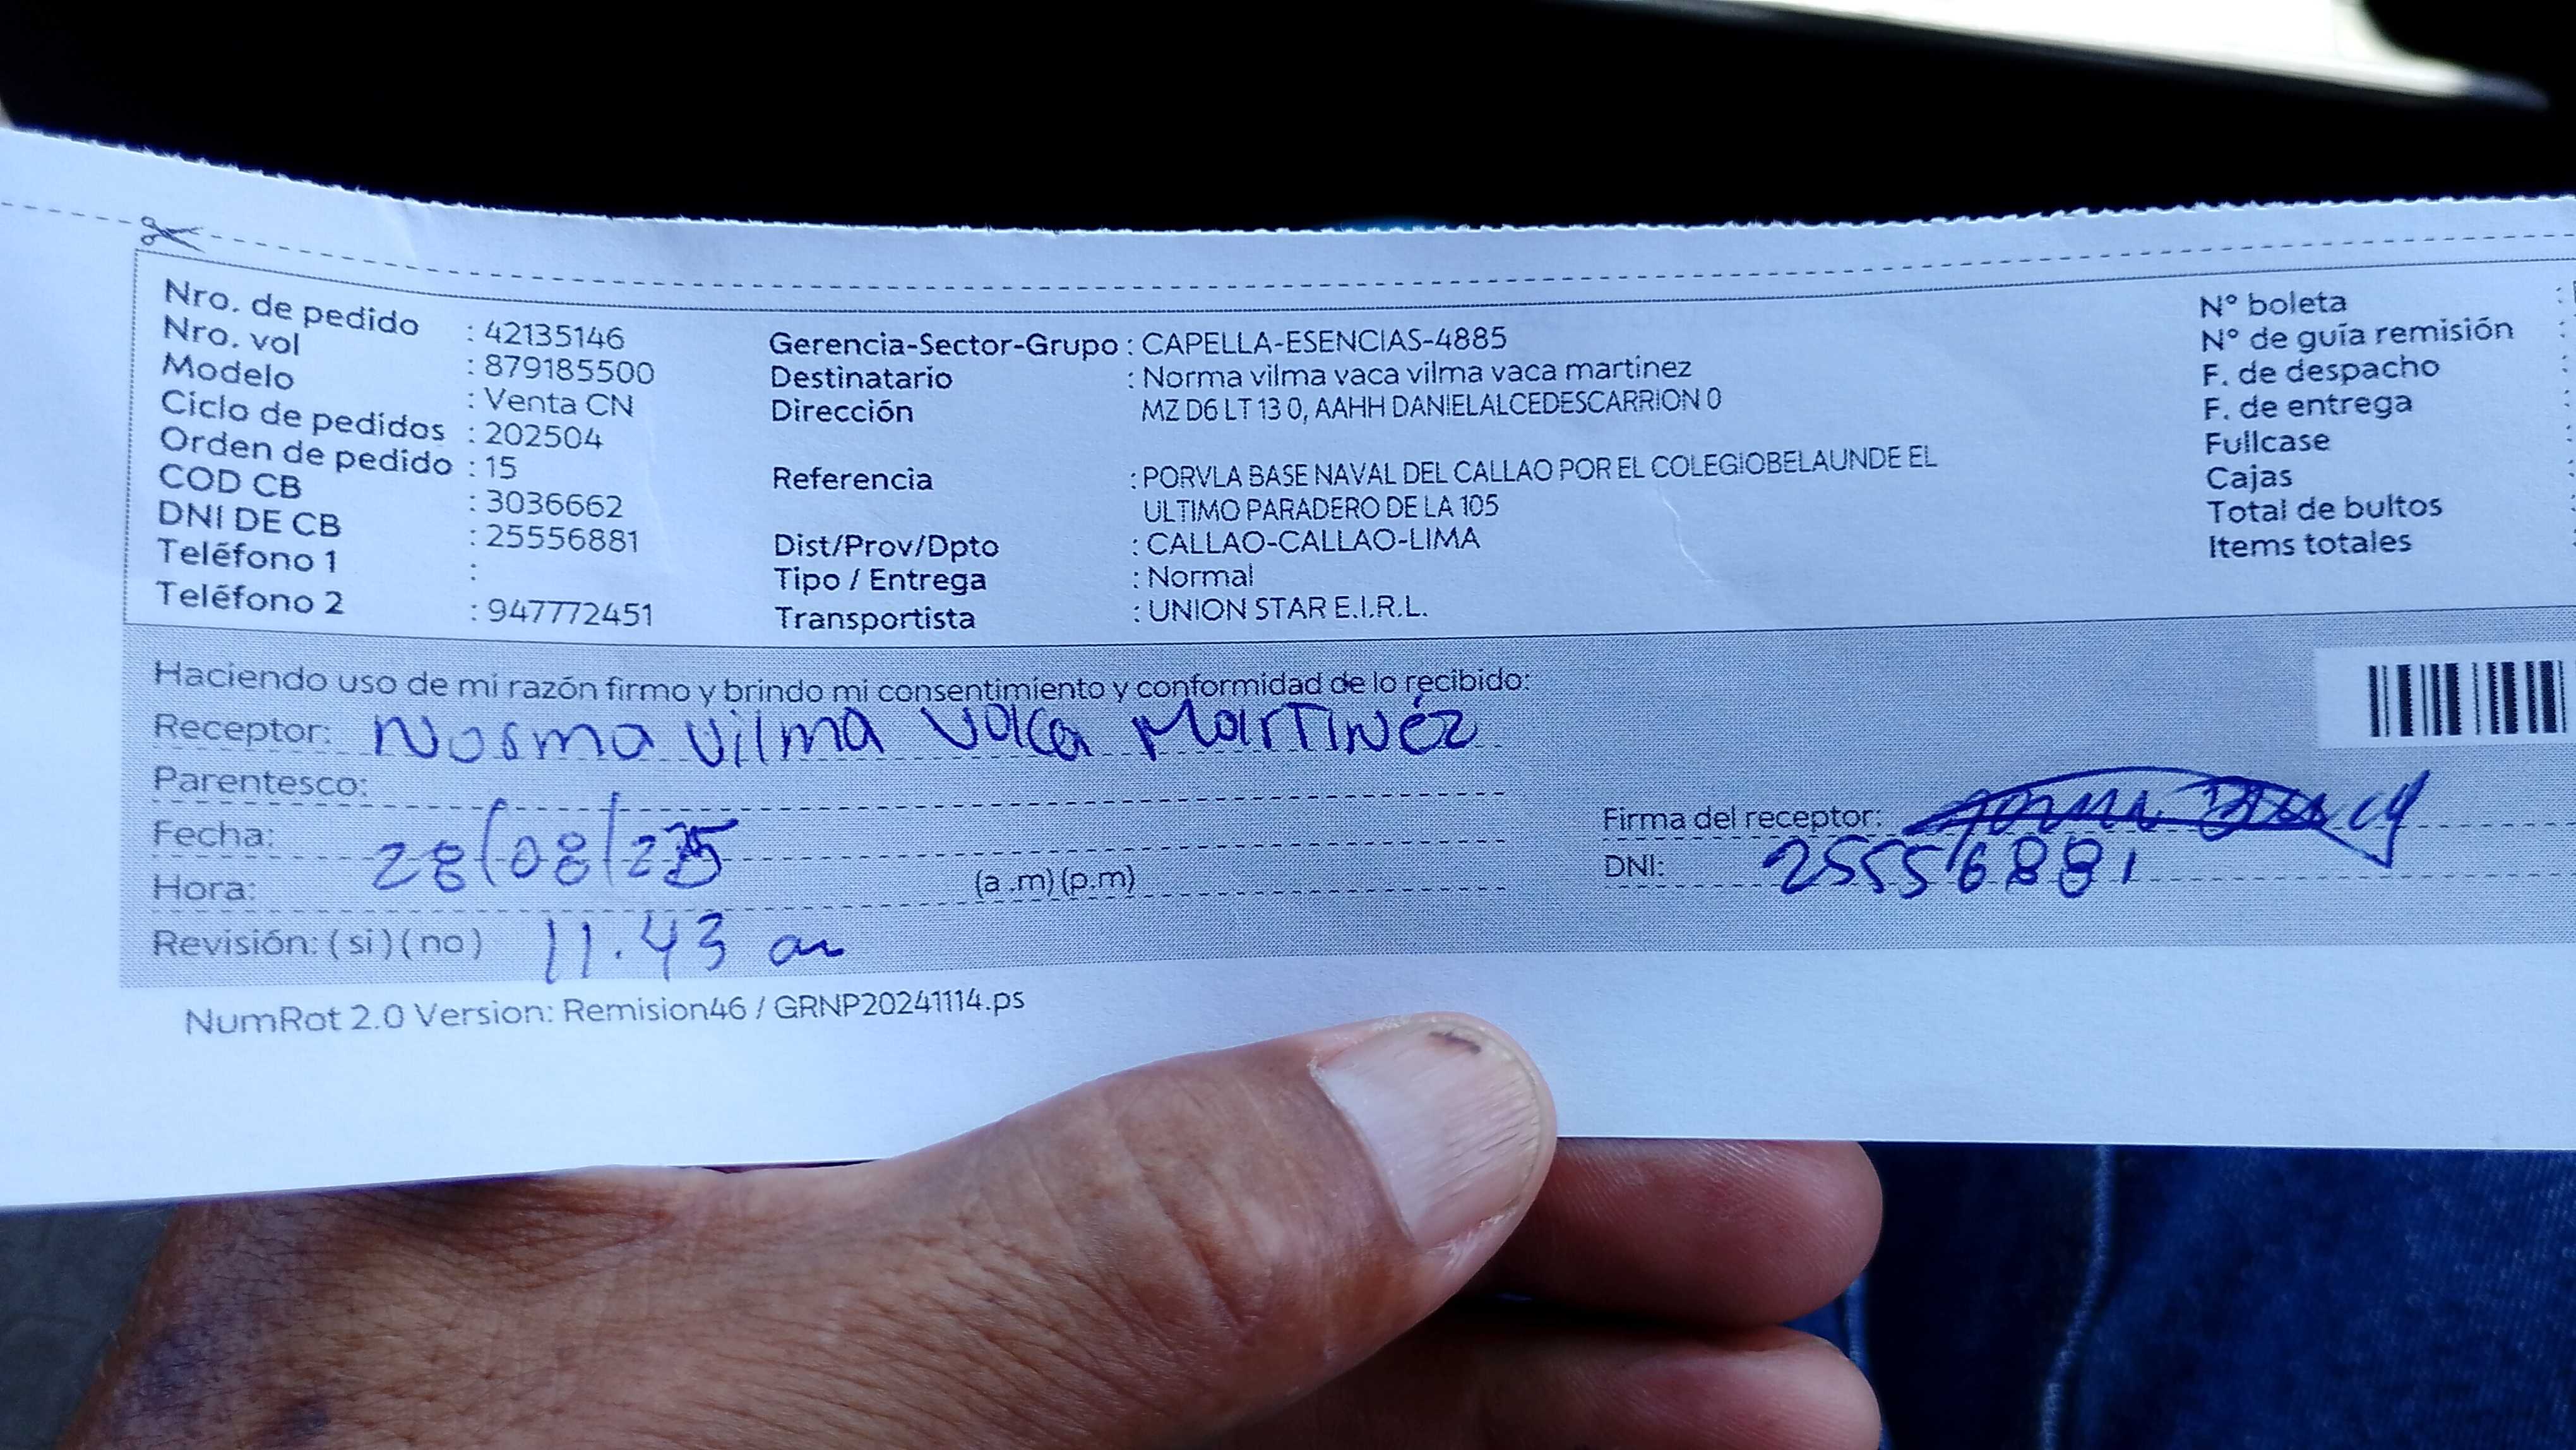 Nro. de pedido : 42135146
Nro. vol : 879185500
Modelo : Venta CN
Ciclo de pedidos : 202504
Orden de pedido : 15
COD CB : 3036662
DNI DE CB : 25556881
Teléfono 1 :
Teléfono 2 : 947772451
Gerencia-Sector-Grupo : CAPELLA-ESENCIAS-4885
Destinatario : Norma vilma vaca vilma vaca martinez
Dirección MZ D6 LT 13 0, AAHH DANIELALCEDESCARRION 0
Referencia : PORVLA BASE NAVAL DEL CALLAO POR EL COLEGIOBELAUNDE EL
ULTIMO PARADERO DE LA 105
Dist/Prov/Dpto : CALLAO-CALLAO-LIMA
Tipo / Entrega : Normal
Transportista : UNION STAR E.I.R.L.
N° boleta :
N° de guía remisión :
F. de despacho :
F. de entrega :
Fullcase :
Cajas :
Total de bultos :
Items totales :
Haciendo uso de mi razón firmo y brindo mi consentimiento y conformidad de lo recibido:
Receptor: Norma Vilma Vaca Martinéz
Parentesco:
Fecha: 28/08/25
Hora: (a .m) (p.m)
Revisión: ( si ) ( no ) 11.43 am
Firma del receptor:
DNI: 25556881
NumRot 2.0 Version: Remision46 / GRNP20241114.ps